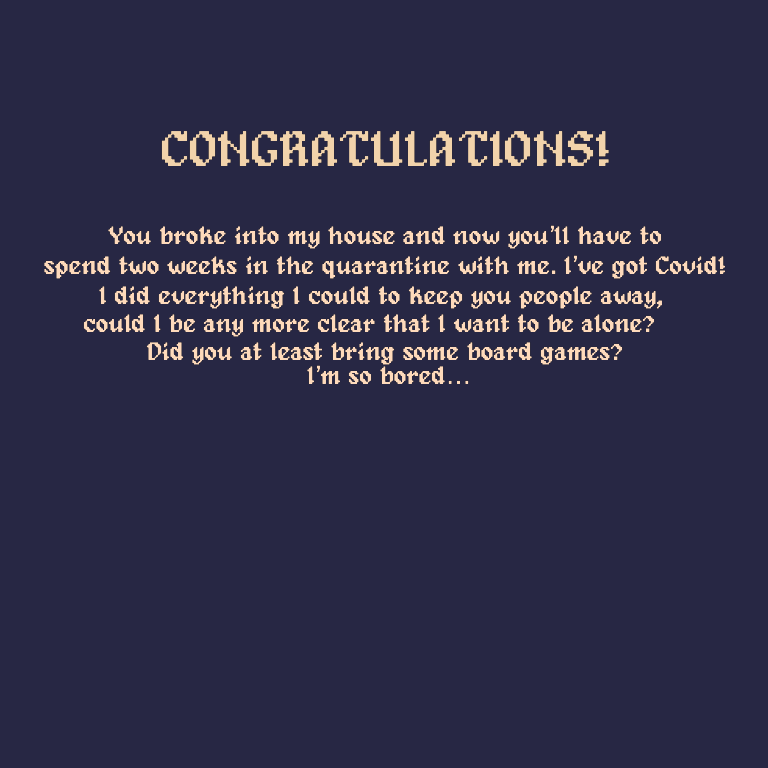 CONGRATULATIONS!
You broke into my house and now you'll have to
spend two weeks in the quarantine with me. I've got Covid!
I did everything I could to keep you people away,
could I be any more clear that I want to be alone?
Did you at least bring some board games?
I'm so bored...